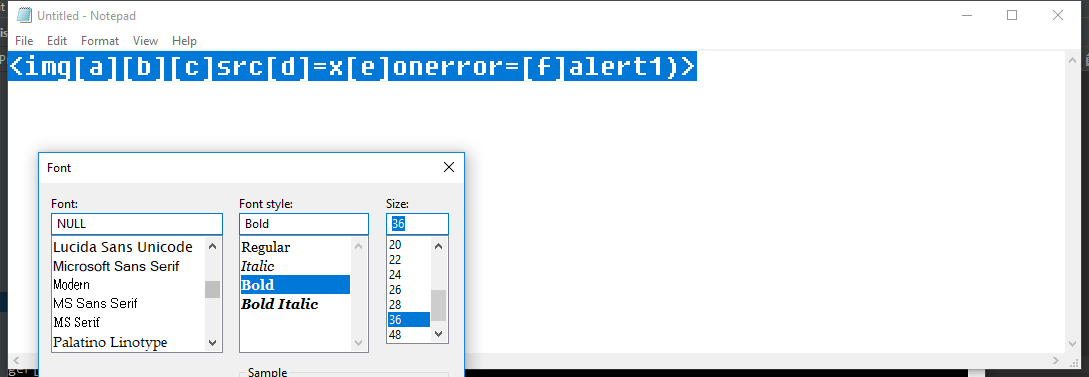 Untitled - Notepad
File Edit Format View Help
<img[a][b][c]src[d]=x[e]onerror=[f]alert1)>
Font
Font: Font style: Size:
NULL Bold 36
Lucida Sans Unicode Regular 20
Microsoft Sans Serif Italic 22
Modern Bold 24
MS Sans Serif Bold Italic 26
MS Serif 28
Palatino Linotype 36
48
Sample